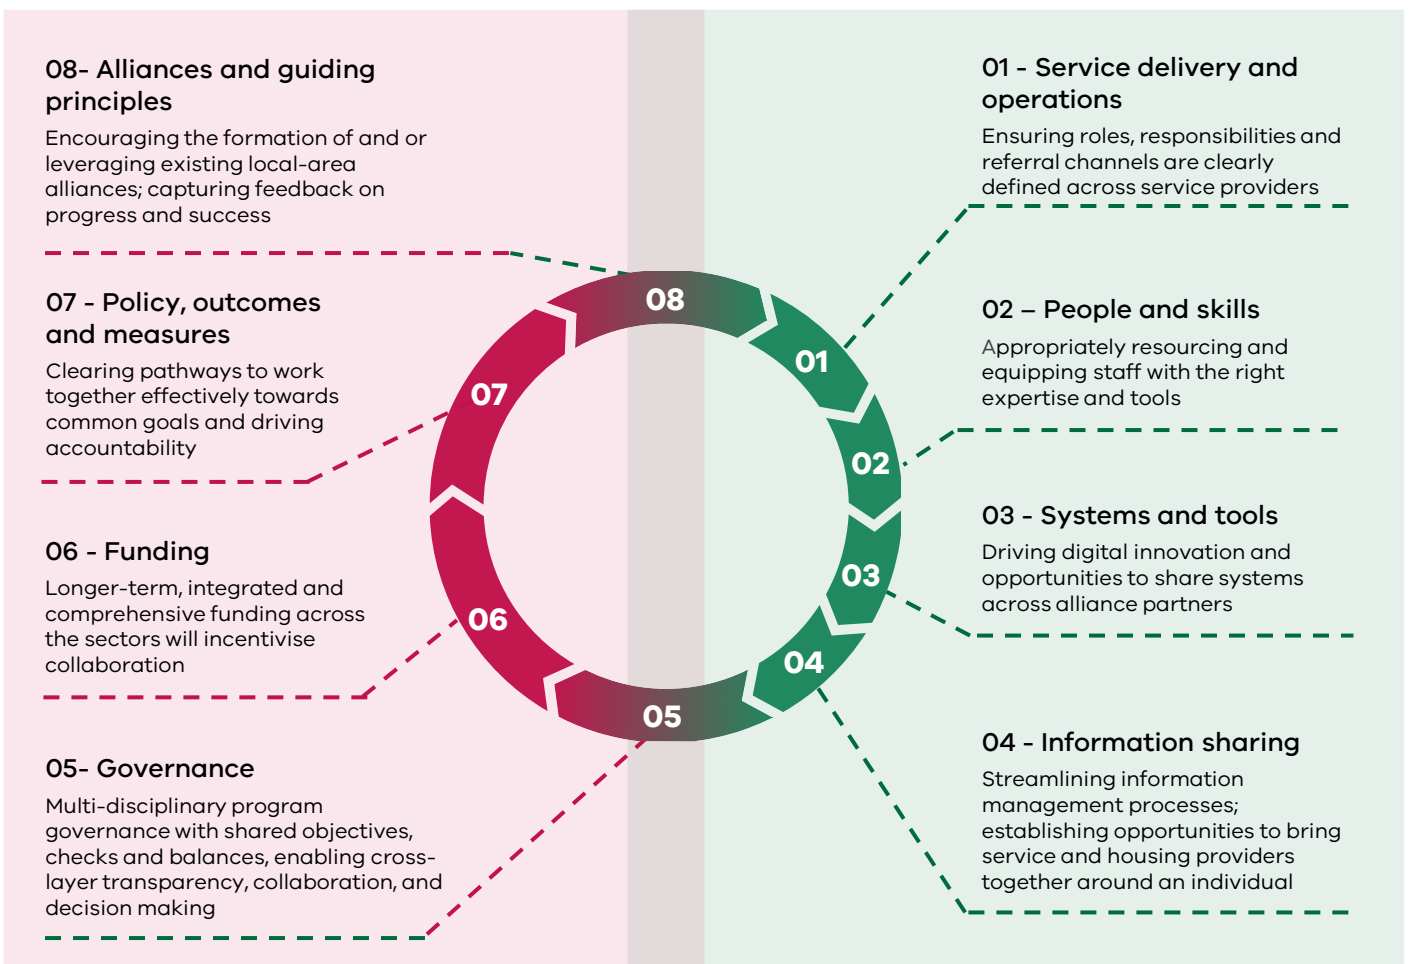 08- Alliances and guiding
principles
Encouraging the formation of and or
leveraging existing local-area
alliances; capturing feedback on
progress and success
07 - Policy, outcomes
and measures
Clearing pathways to work
together effectively towards
common goals and driving
accountability
06 - Funding
Longer-term, integrated and
comprehensive funding across
the sectors will incentivise
collaboration
05- Governance
Multi-disciplinary program
governance with shared objectives,
checks and balances, enabling cross-
layer transparency, collaboration, and
decision making
08
01
02
03
04
05
06
07
01 - Service delivery and
operations
Ensuring roles, responsibilities and
referral channels are clearly
defined across service providers
02 – People and skills
Appropriately resourcing and
equipping staff with the right
expertise and tools
03 - Systems and tools
Driving digital innovation and
opportunities to share systems
across alliance partners
04 - Information sharing
Streamlining information
management processes;
establishing opportunities to bring
service and housing providers
together around an individual